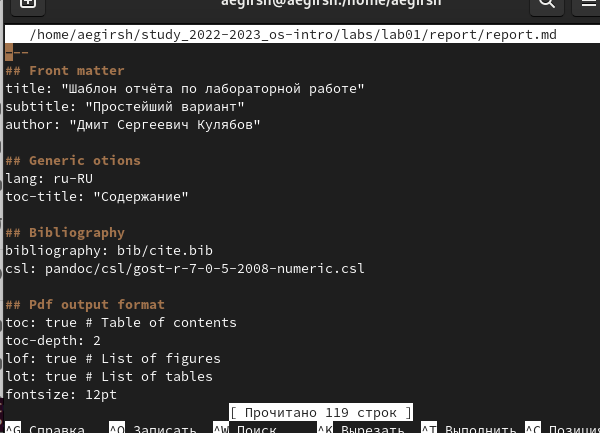 aegirsh@aegirsh:/home/aegirsh
/home/aegirsh/study_2022-2023_os-intro/labs/lab01/report/report.md
---
## Front matter
title: "Шаблон отчёта по лабораторной работе"
subtitle: "Простейший вариант"
author: "Дмит Сергеевич Кулябов"
## Generic otions
lang: ru-RU
toc-title: "Содержание"
## Bibliography
bibliography: bib/cite.bib
csl: pandoc/csl/gost-r-7-0-5-2008-numeric.csl
## Pdf output format
toc: true # Table of contents
toc-depth: 2
lof: true # List of figures
lot: true # List of tables
fontsize: 12pt
[ Прочитано 119 строк ]
^G Справка ^O Записать ^W Поиск ^K Вырезать ^T Выполнить ^C Позиция